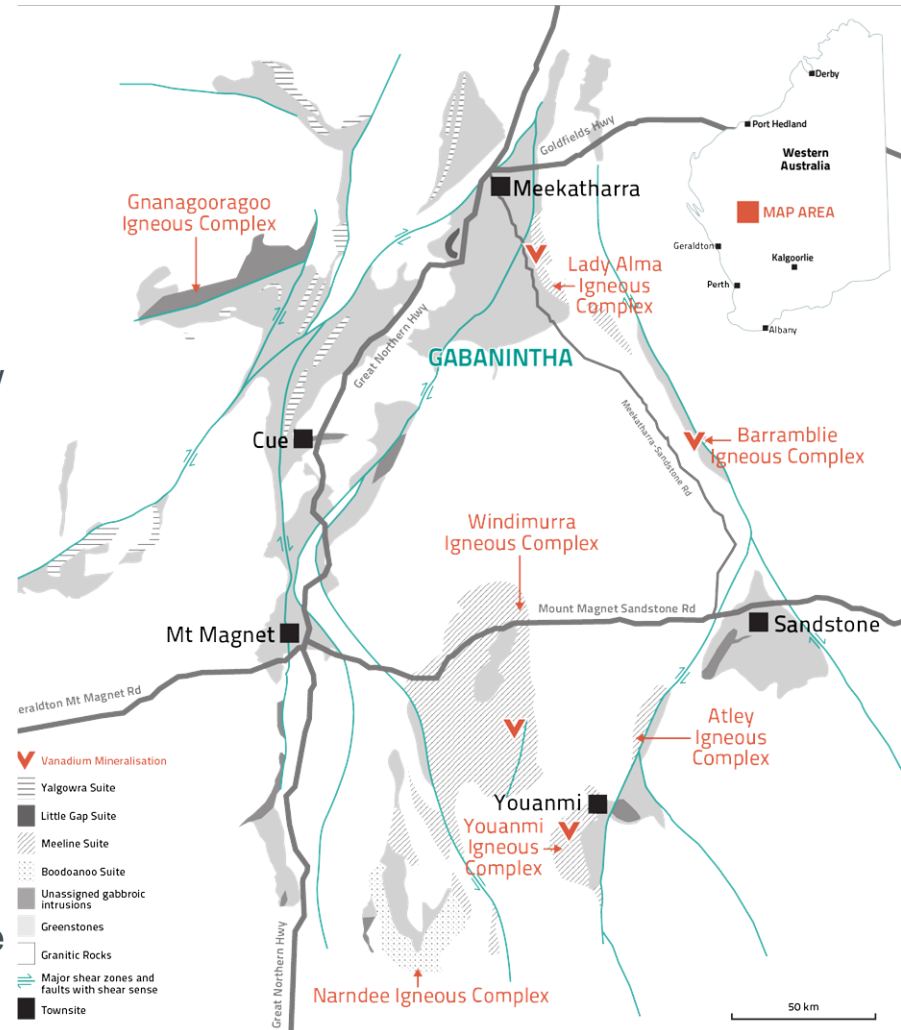 Derby
Port Hedland
Western
Australia
MAP AREA
Geraldton
Kalgoorlie
Perth
Albany
Goldfields Hwy
Meekatharra
Gnanagooragoo
Igneous Complex
Lady Alma
Igneous
Complex
Great Northern Hwy
GABANINTHA
Meekatharra-Sandstone Rd
Cue
Barramblie
Igneous Complex
Windimurra
Igneous Complex
Mount Magnet Sandstone Rd
Mt Magnet
Sandstone
eraldton Mt Magnet Rd
Atley
Igneous
Complex
Youanmi
Youanmi
Igneous
Complex
Vanadium Mineralisation
Yalgowra Suite
Little Gap Suite
Meeline Suite
Boodoanoo Suite
Unassigned gabbroic
intrusions
Greenstones
Granitic Rocks
Major shear zones and
faults with shear sense
Townsite
Great Northern Hwy
Narndee Igneous Complex
50 km